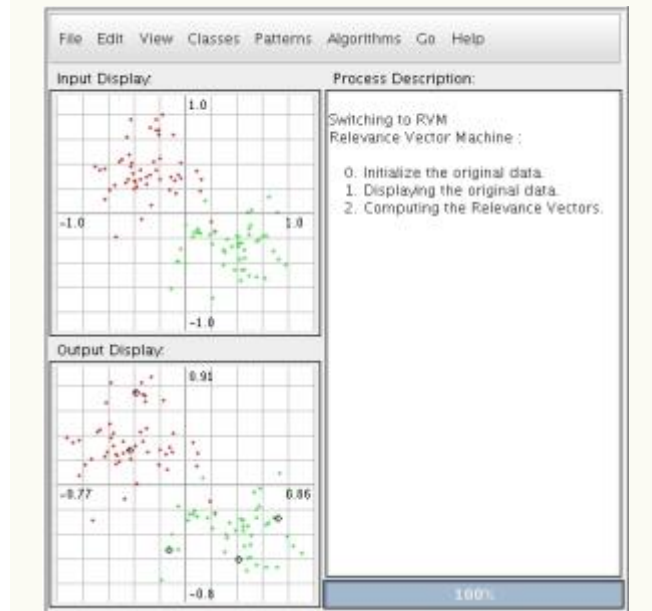 File Edit View Classes Patterns Algorithms Go Help
Input Display:
1.0
-1.0
1.0
-1.0
Process Description:
Switching to RVM
Relevance Vector Machine :
0. Initialize the original data.
1. Displaying the original data.
2. Computing the Relevance Vectors.
Output Display:
0.91
-0.77
0.86
-0.8
100%